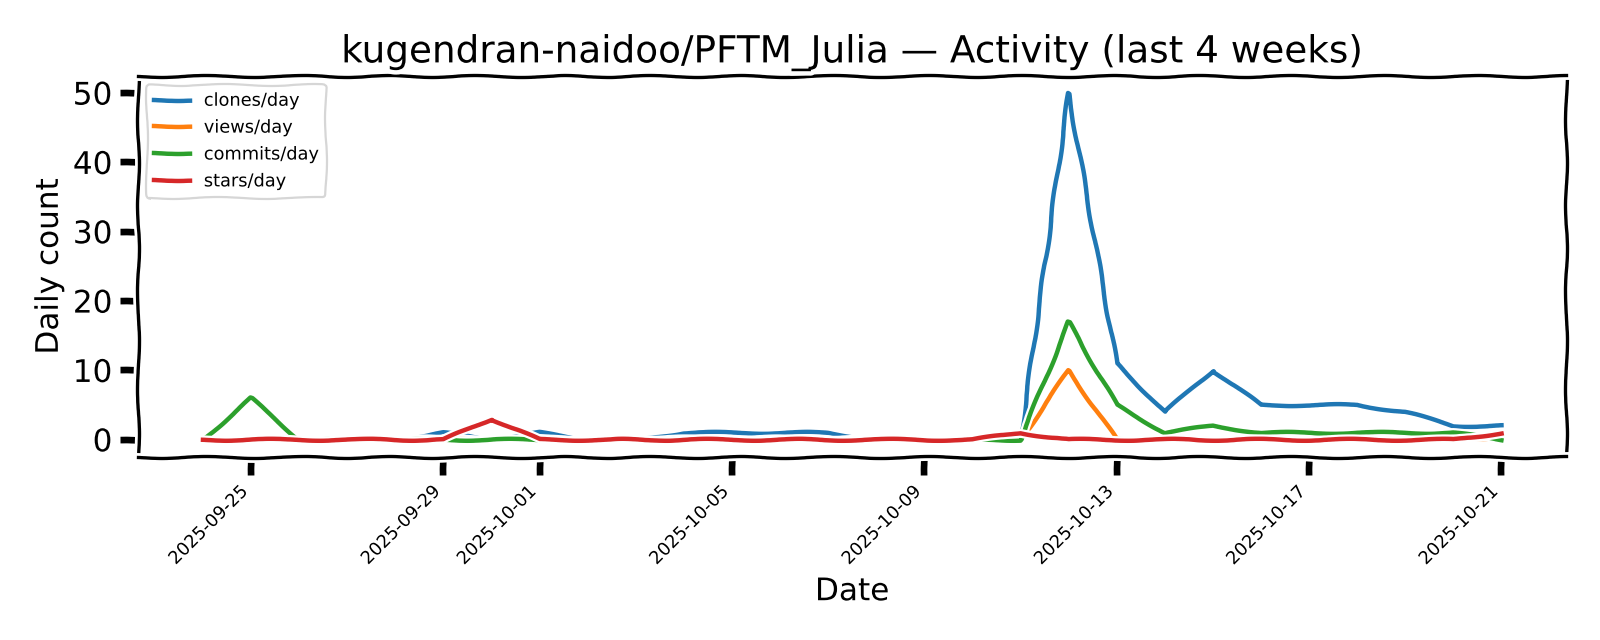 kugendran-naidoo/PFTM_Julia — Activity (last 4 weeks)
50
40
30
20
10
0
Daily count
clones/day
views/day
commits/day
stars/day
2025-09-25
2025-09-29
2025-10-01
2025-10-05
2025-10-09
2025-10-13
2025-10-17
2025-10-21
Date